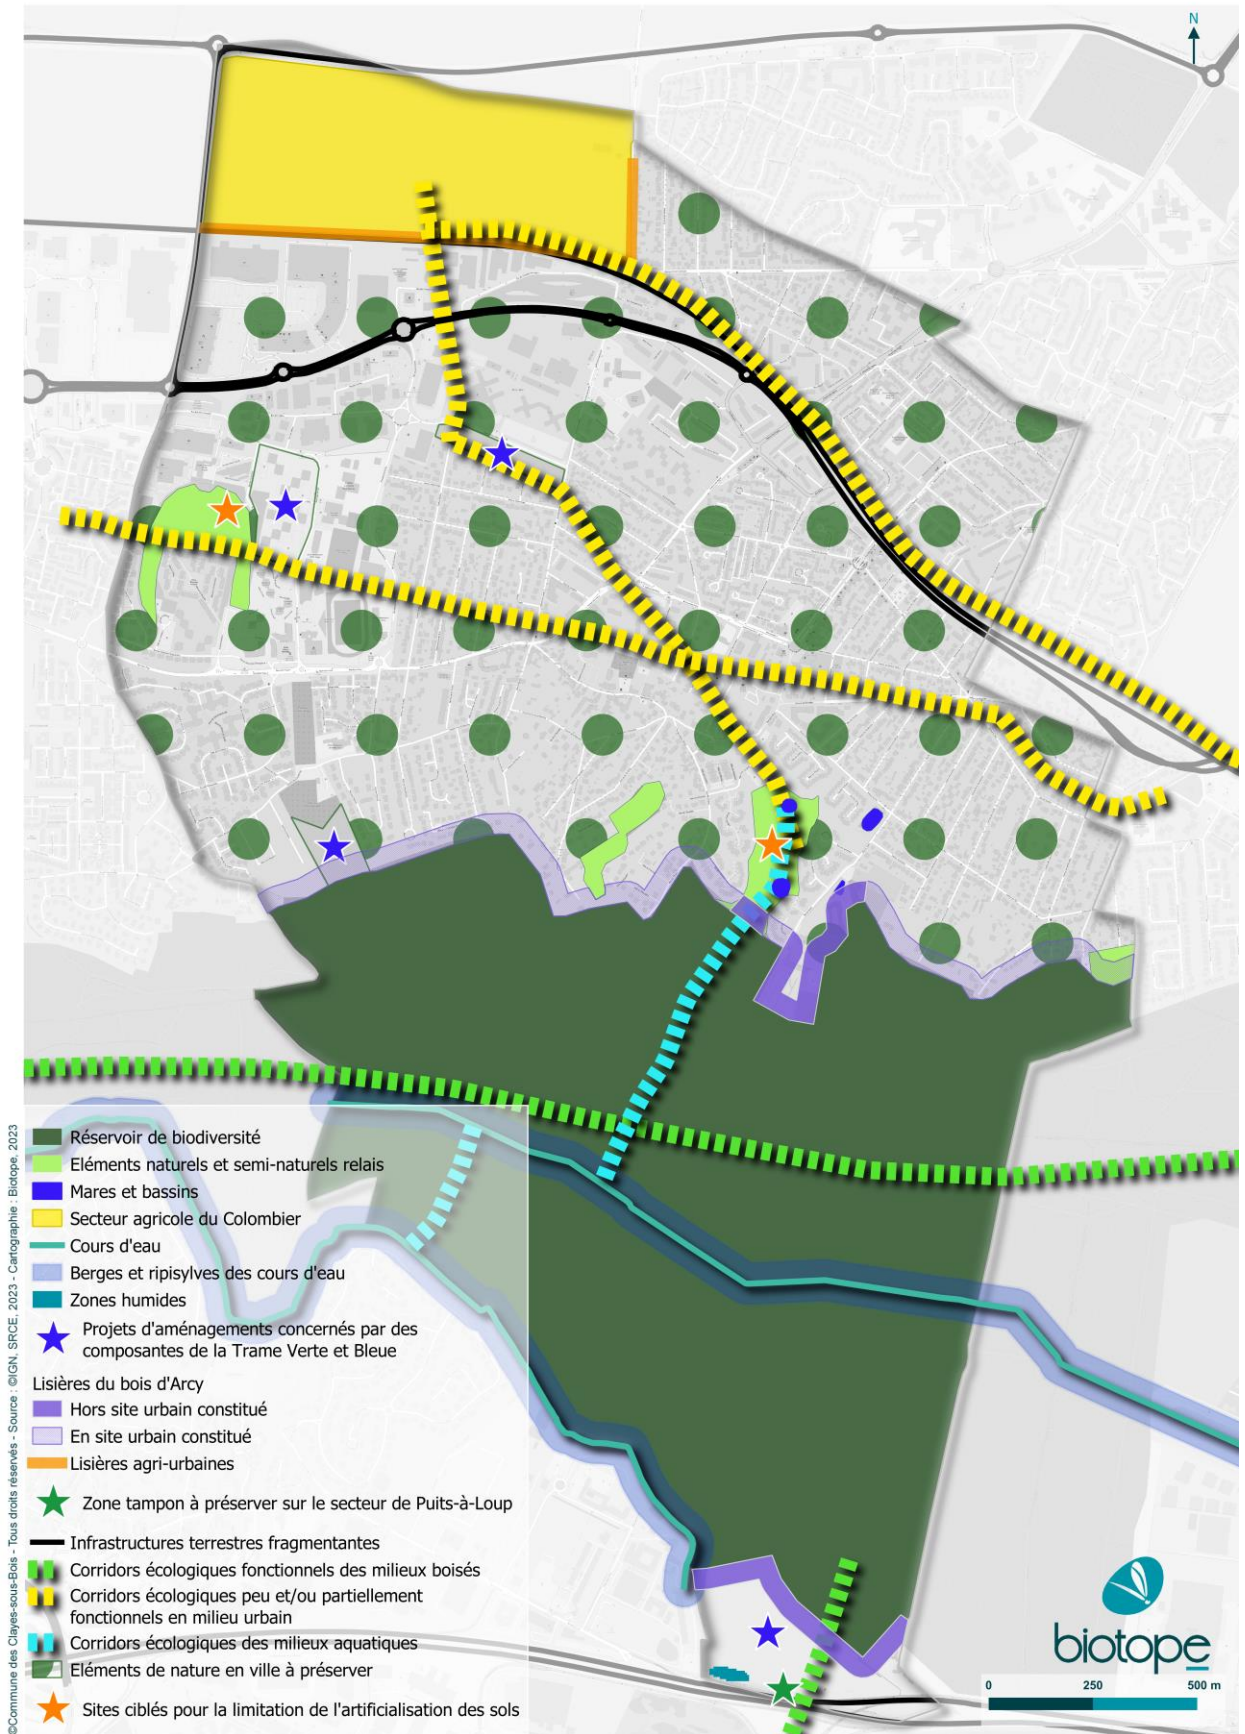 N
Réservoir de biodiversité
Eléments naturels et semi-naturels relais
Mares et bassins
Secteur agricole du Colombier
Cours d'eau
Berges et ripisylves des cours d'eau
Zones humides
Projets d'aménagements concernés par des
composantes de la Trame Verte et Bleue
Lisières du bois d'Arcy
Hors site urbain constitué
En site urbain constitué
Lisières agri-urbaines
Zone tampon à préserver sur le secteur de Puits-à-Loup
Infrastructures terrestres fragmentantes
Corridors écologiques fonctionnels des milieux boisés
Corridors écologiques peu et/ou partiellement
fonctionnels en milieu urbain
Corridors écologiques des milieux aquatiques
Eléments de nature en ville à préserver
Sites ciblés pour la limitation de l'artificialisation des sols
©Commune des Clayes-sous-Bois - Tous droits réservés - Source : ©IGN, SRCE, 2023 - Cartographie : Biotope, 2023
biotope
0 250 500 m